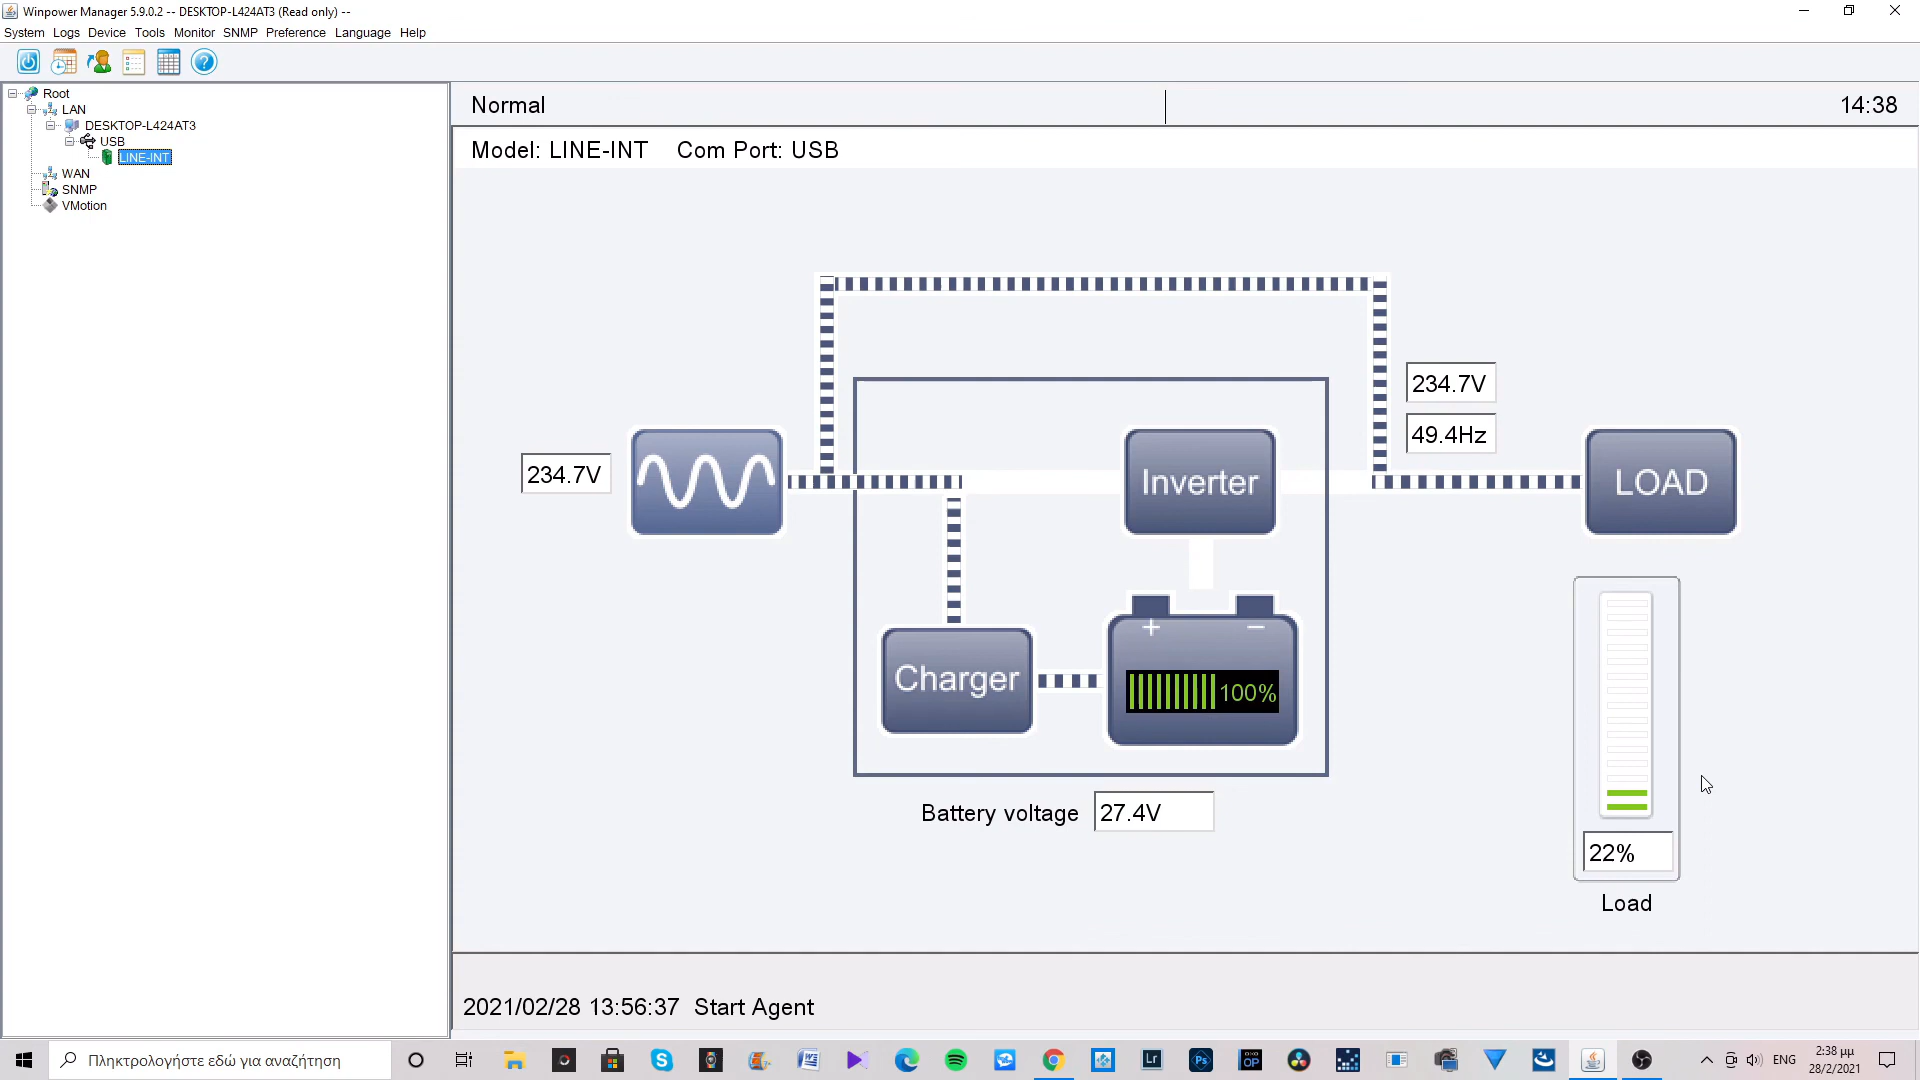 Winpower Manager 5.9.0.2 -- DESKTOP-L424AT3 (Read only) --
System Logs Device Tools Monitor SNMP Preference Language Help
Root
LAN
DESKTOP-L424AT3
USB
LINE-INT
WAN
SNMP
VMotion
Normal
14:38
Model: LINE-INT Com Port: USB
234.7V
49.4Hz
234.7V
Inverter
LOAD
Charger
+ −
100%
Battery voltage 27.4V
22%
Load
2021/02/28 13:56:37 Start Agent
Πληκτρολογήστε εδώ για αναζήτηση
Lr
Ps
OP
ENG
2:38 μμ
28/2/2021